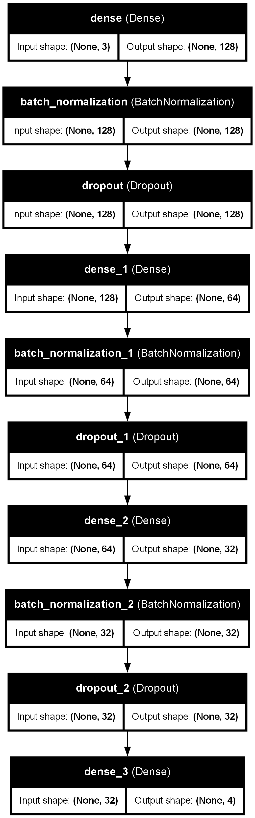 dense (Dense)
Input shape: (None, 3) Output shape: (None, 128)
batch_normalization (BatchNormalization)
nput shape: (None, 128) Output shape: (None, 128)
dropout (Dropout)
nput shape: (None, 128) Output shape: (None, 128)
dense_1 (Dense)
Input shape: (None, 128) Output shape: (None, 64)
batch_normalization_1 (BatchNormalization)
Input shape: (None, 64) Output shape: (None, 64)
dropout_1 (Dropout)
Input shape: (None, 64) Output shape: (None, 64)
dense_2 (Dense)
Input shape: (None, 64) Output shape: (None, 32)
batch_normalization_2 (BatchNormalization)
Input shape: (None, 32) Output shape: (None, 32)
dropout_2 (Dropout)
Input shape: (None, 32) Output shape: (None, 32)
dense_3 (Dense)
Input shape: (None, 32) Output shape: (None, 4)